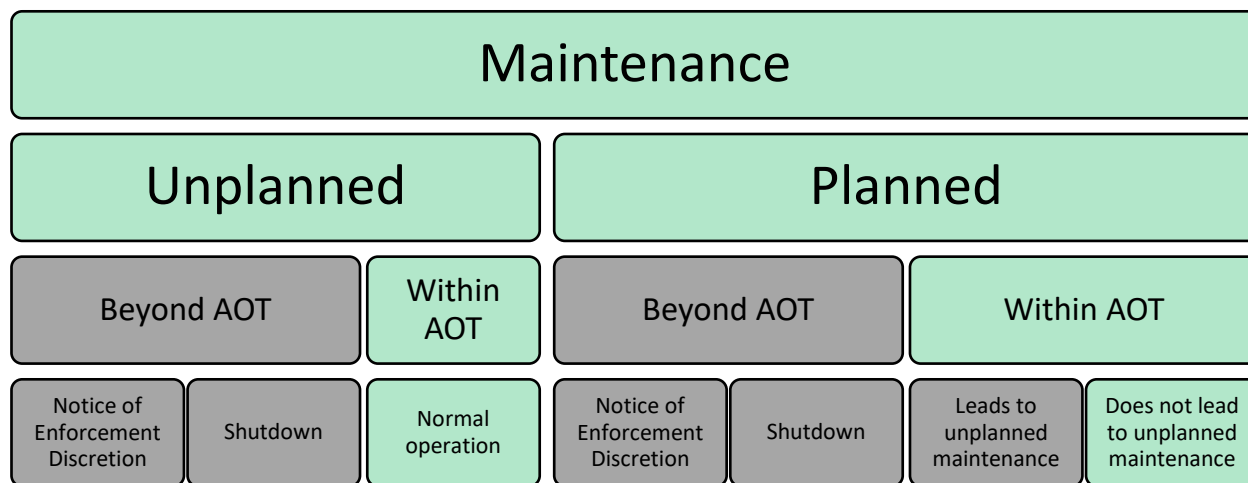 Maintenance
Unplanned
Planned
Beyond AOT
Within
AOT
Beyond AOT
Within AOT
Notice of
Enforcement
Discretion
Shutdown
Normal
operation
Notice of
Enforcement
Discretion
Shutdown
Leads to
unplanned
maintenance
Does not lead
to unplanned
maintenance